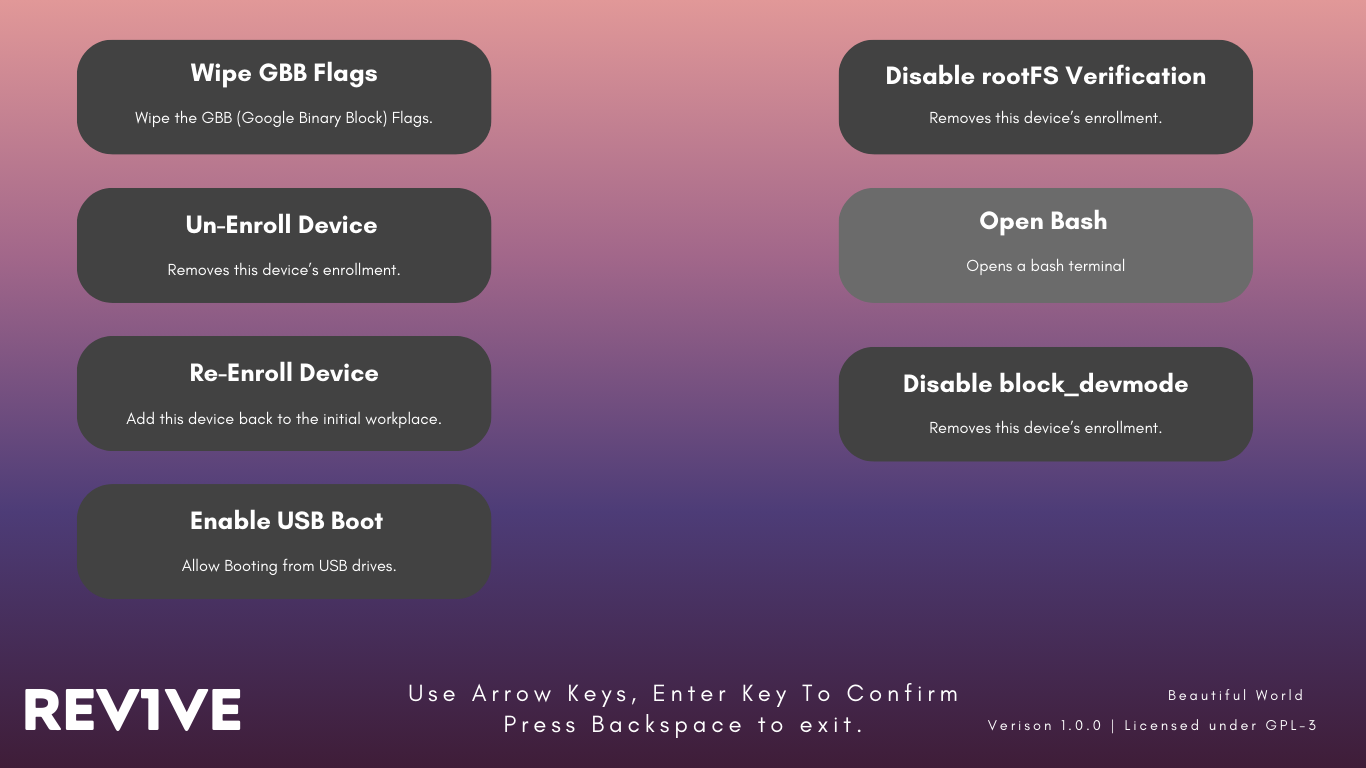 Wipe GBB Flags
Wipe the GBB (Google Binary Block) Flags.
Un-Enroll Device
Removes this device's enrollment.
Re-Enroll Device
Add this device back to the initial workplace.
Enable USB Boot
Allow Booting from USB drives.
Disable rootFS Verification
Removes this device's enrollment.
Open Bash
Opens a bash terminal
Disable block_devmode
Removes this device's enrollment.
REV1VE
Use Arrow Keys, Enter Key To Confirm
Press Backspace to exit.
Beautiful World
Verison 1.0.0 | Licensed under GPL-3